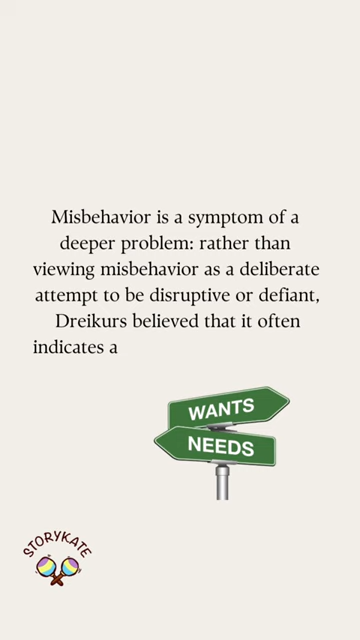 Misbehavior is a symptom of a
deeper problem: rather than
viewing misbehavior as a deliberate
attempt to be disruptive or defiant,
Dreikurs believed that it often
indicates a
WANTS
NEEDS
STORYKATE